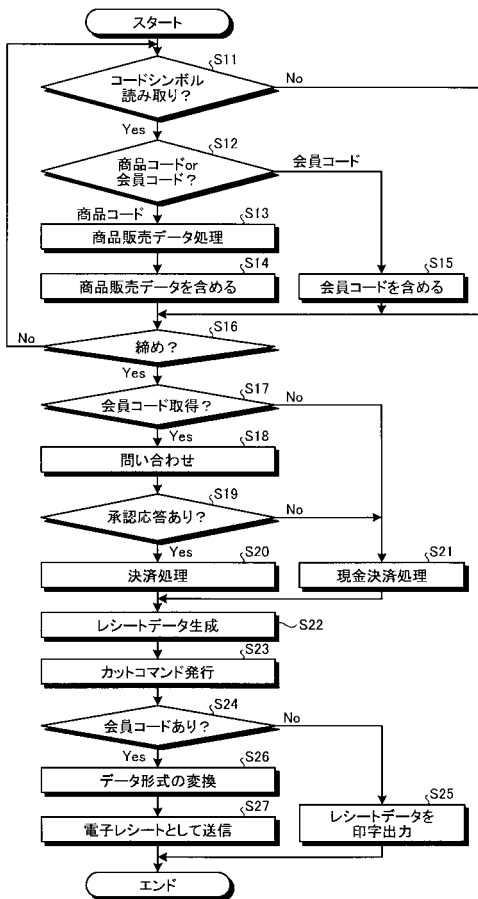 スタート
S11
コードシンボル
読み取り?
No
Yes
S12
商品コードor
会員コード?
会員コード
商品コード
S13
商品販売データ処理
S14
商品販売データを含める
S15
会員コードを含める
S16
No
締め?
Yes
S17
会員コード取得?
No
Yes
S18
問い合わせ
S19
承認応答あり?
No
Yes
S20
決済処理
S21
現金決済処理
レシートデータ生成
S22
S23
カットコマンド発行
S24
会員コードあり?
No
Yes
S26
データ形式の変換
S25
レシートデータを
印字出力
S27
電子レシートとして送信
エンド